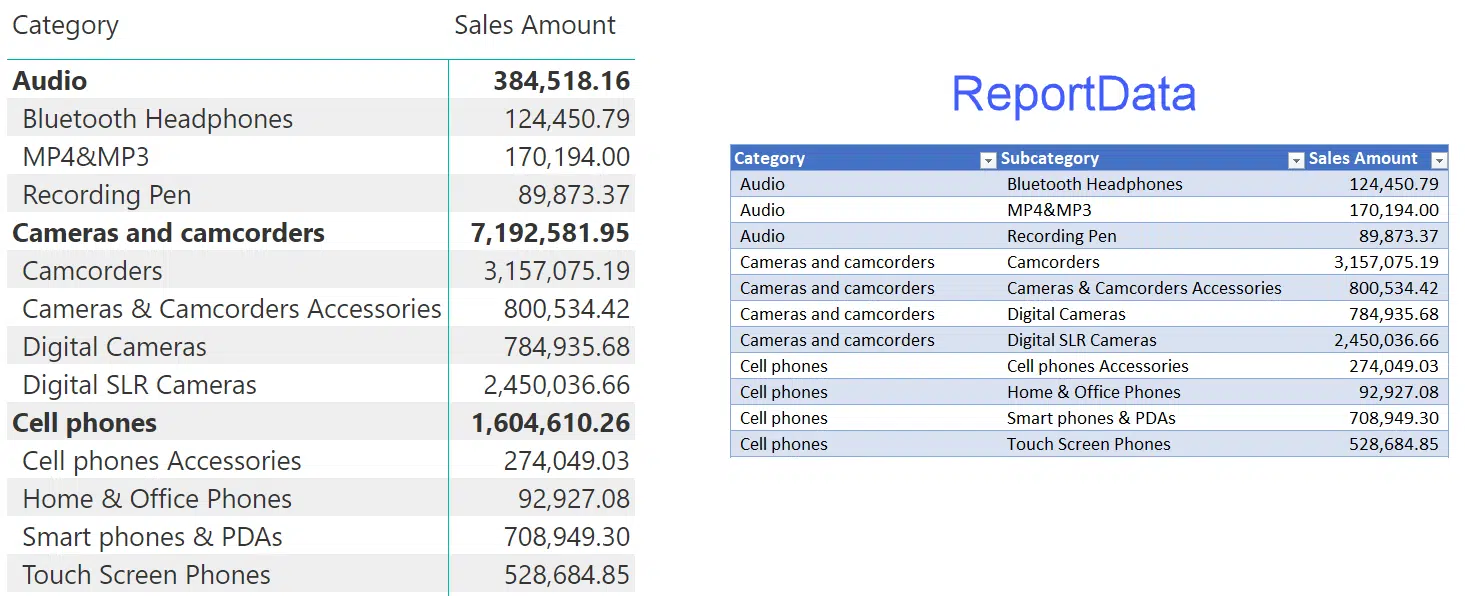 Category Sales Amount
Audio 384,518.16
Bluetooth Headphones 124,450.79
MP4&MP3 170,194.00
Recording Pen 89,873.37
Cameras and camcorders 7,192,581.95
Camcorders 3,157,075.19
Cameras & Camcorders Accessories 800,534.42
Digital Cameras 784,935.68
Digital SLR Cameras 2,450,036.66
Cell phones 1,604,610.26
Cell phones Accessories 274,049.03
Home & Office Phones 92,927.08
Smart phones & PDAs 708,949.30
Touch Screen Phones 528,684.85
ReportData
Category Subcategory Sales Amount
Audio Bluetooth Headphones 124,450.79
Audio MP4&MP3 170,194.00
Audio Recording Pen 89,873.37
Cameras and camcorders Camcorders 3,157,075.19
Cameras and camcorders Cameras & Camcorders Accessories 800,534.42
Cameras and camcorders Digital Cameras 784,935.68
Cameras and camcorders Digital SLR Cameras 2,450,036.66
Cell phones Cell phones Accessories 274,049.03
Cell phones Home & Office Phones 92,927.08
Cell phones Smart phones & PDAs 708,949.30
Cell phones Touch Screen Phones 528,684.85